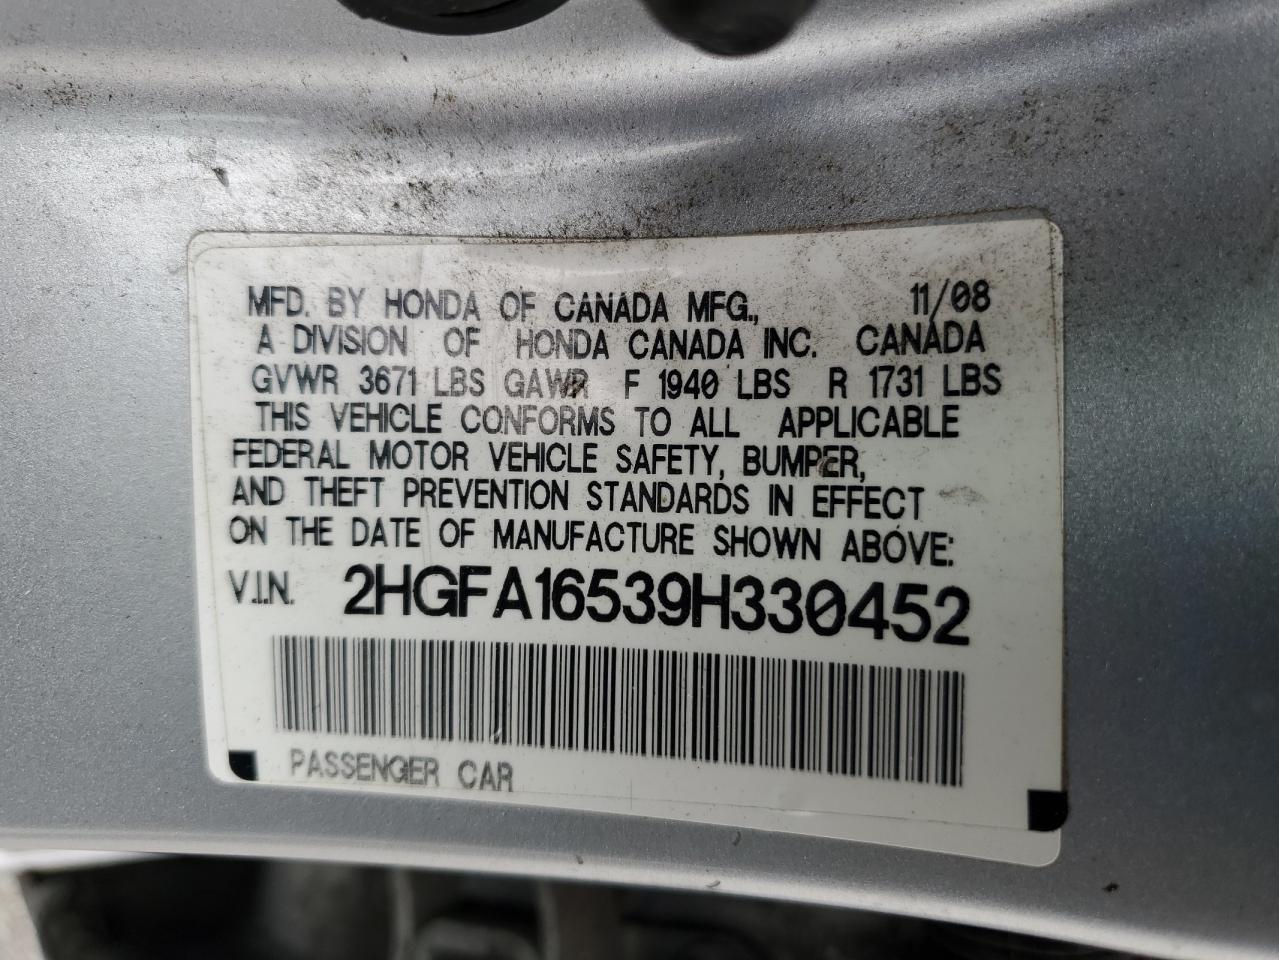 MFD. BY HONDA OF CANADA MFG., 11/08
A DIVISION OF HONDA CANADA INC. CANADA
GVWR 3671 LBS GAWR F 1940 LBS R 1731 LBS
THIS VEHICLE CONFORMS TO ALL APPLICABLE
FEDERAL MOTOR VEHICLE SAFETY, BUMPER,
AND THEFT PREVENTION STANDARDS IN EFFECT
ON THE DATE OF MANUFACTURE SHOWN ABOVE:
V.I.N. 2HGFA16539H330452
PASSENGER CAR